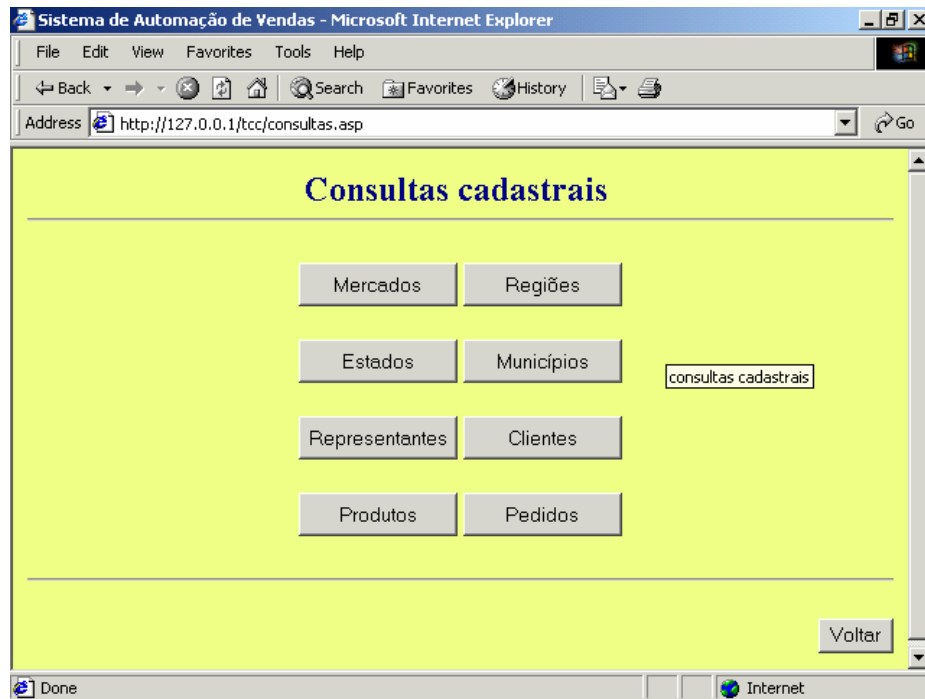 Sistema de Automação de Vendas - Microsoft Internet Explorer
File Edit View Favorites Tools Help
Back Search Favorites History
Address http://127.0.0.1/tcc/consultas.asp Go
Consultas cadastrais
Mercados Regiões
Estados Municípios
consultas cadastrais
Representantes Clientes
Produtos Pedidos
Voltar
Done Internet